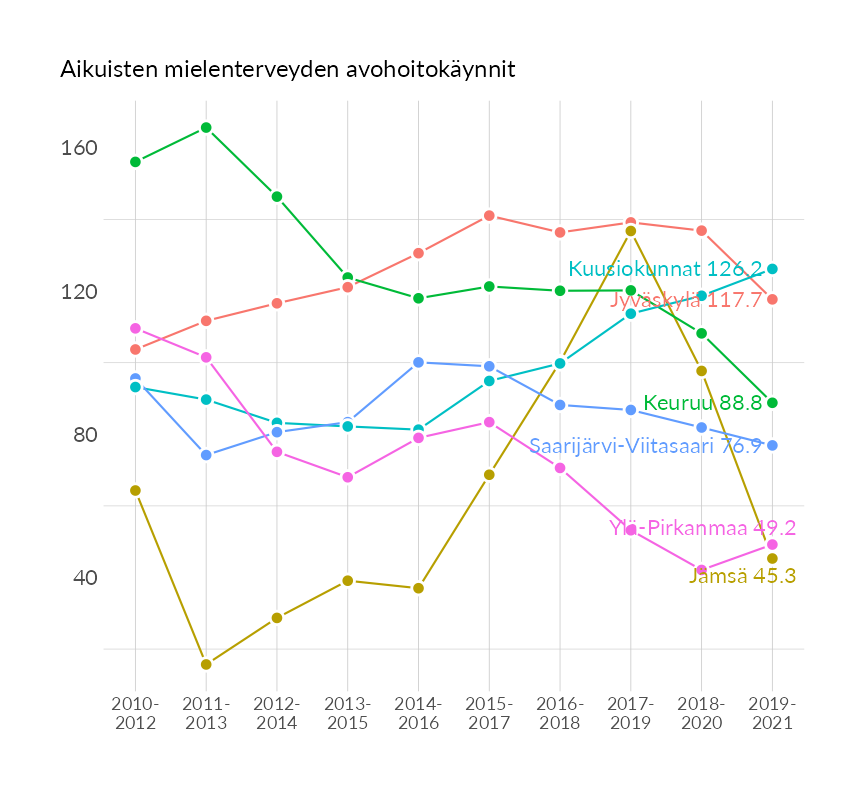 Aikuisten mielenterveyden avohoitokäynnit
160
120
80
40
Kuusiokunnat 126.2
Jyväskylä 117.7
Keuruu 88.8
Saarijärvi-Viitasaari 76.9
Ylä-Pirkanmaa 49.2
Jämsä 45.3
2010- 2011- 2012- 2013- 2014- 2015- 2016- 2017- 2018- 2019-
2012 2013 2014 2015 2016 2017 2018 2019 2020 2021